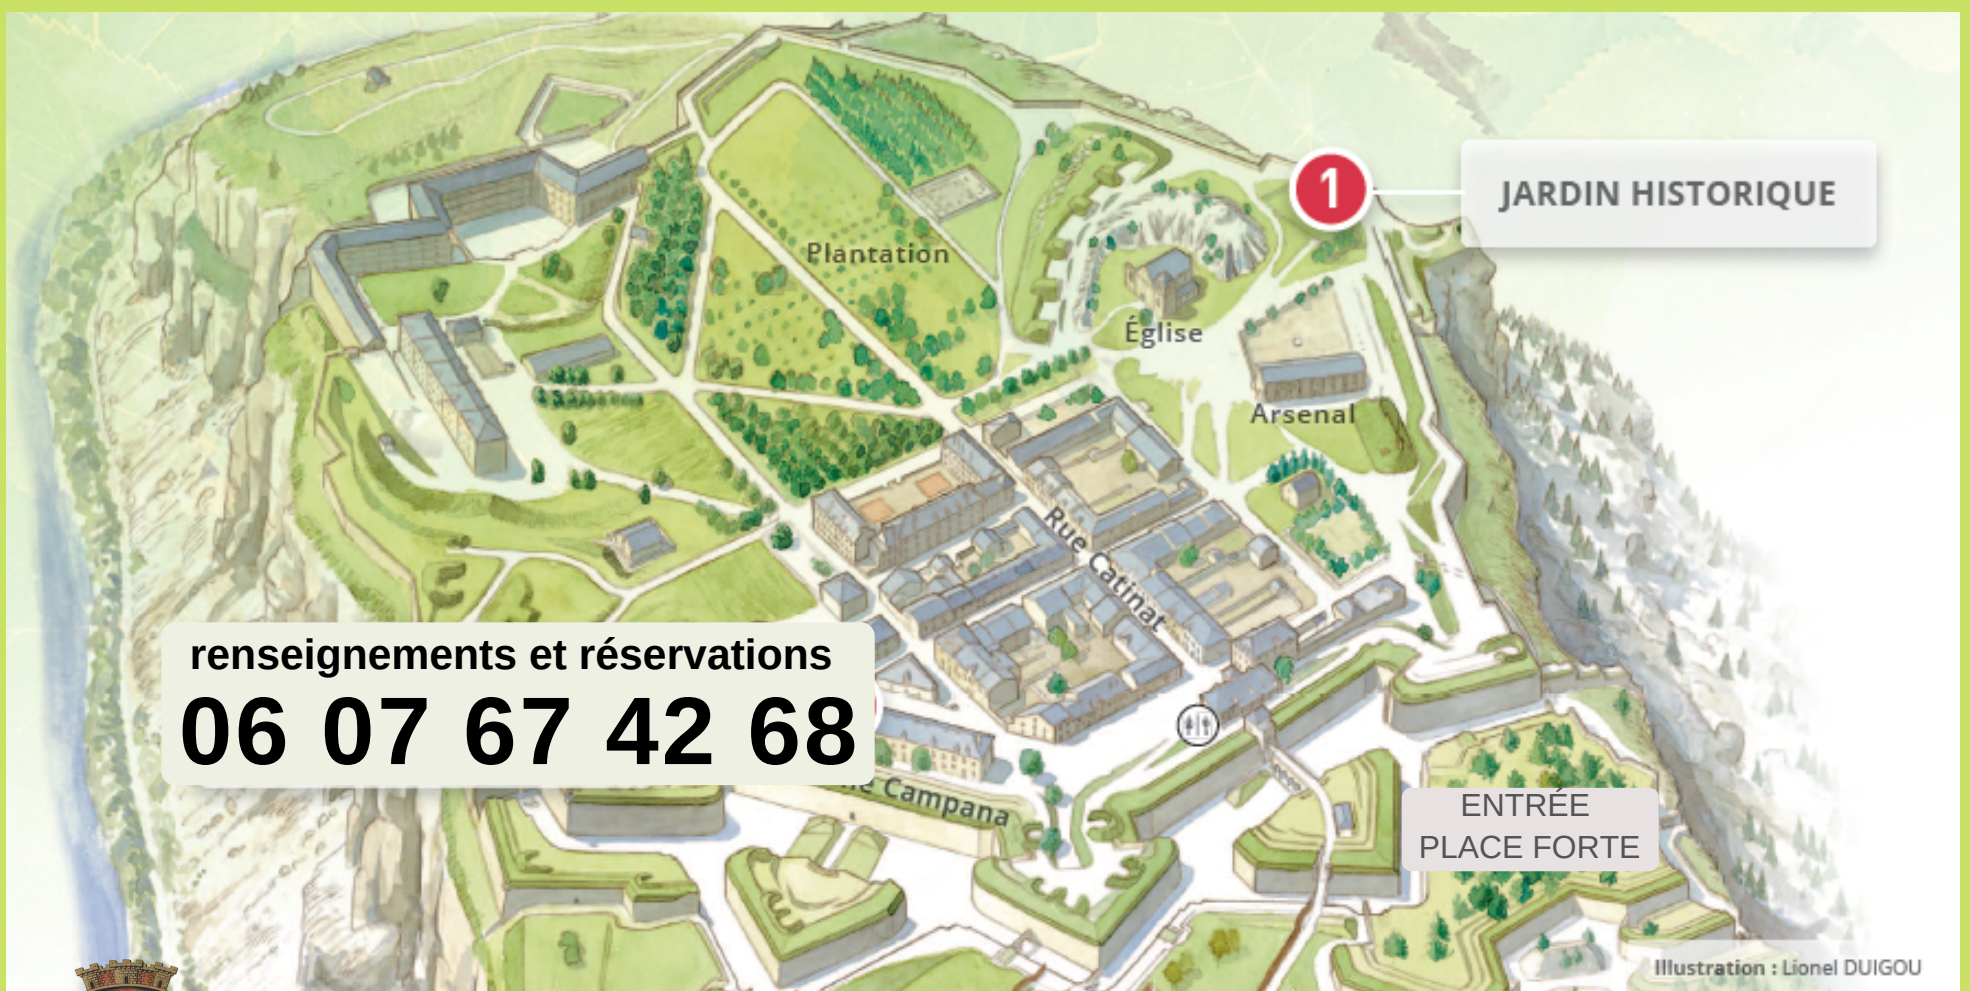 1
JARDIN HISTORIQUE
Plantation
Église
Arsenal
Rue Catinat
renseignements et réservations
06 07 67 42 68
Campana
ENTRÉE
PLACE FORTE
Illustration : Lionel DUIGOU